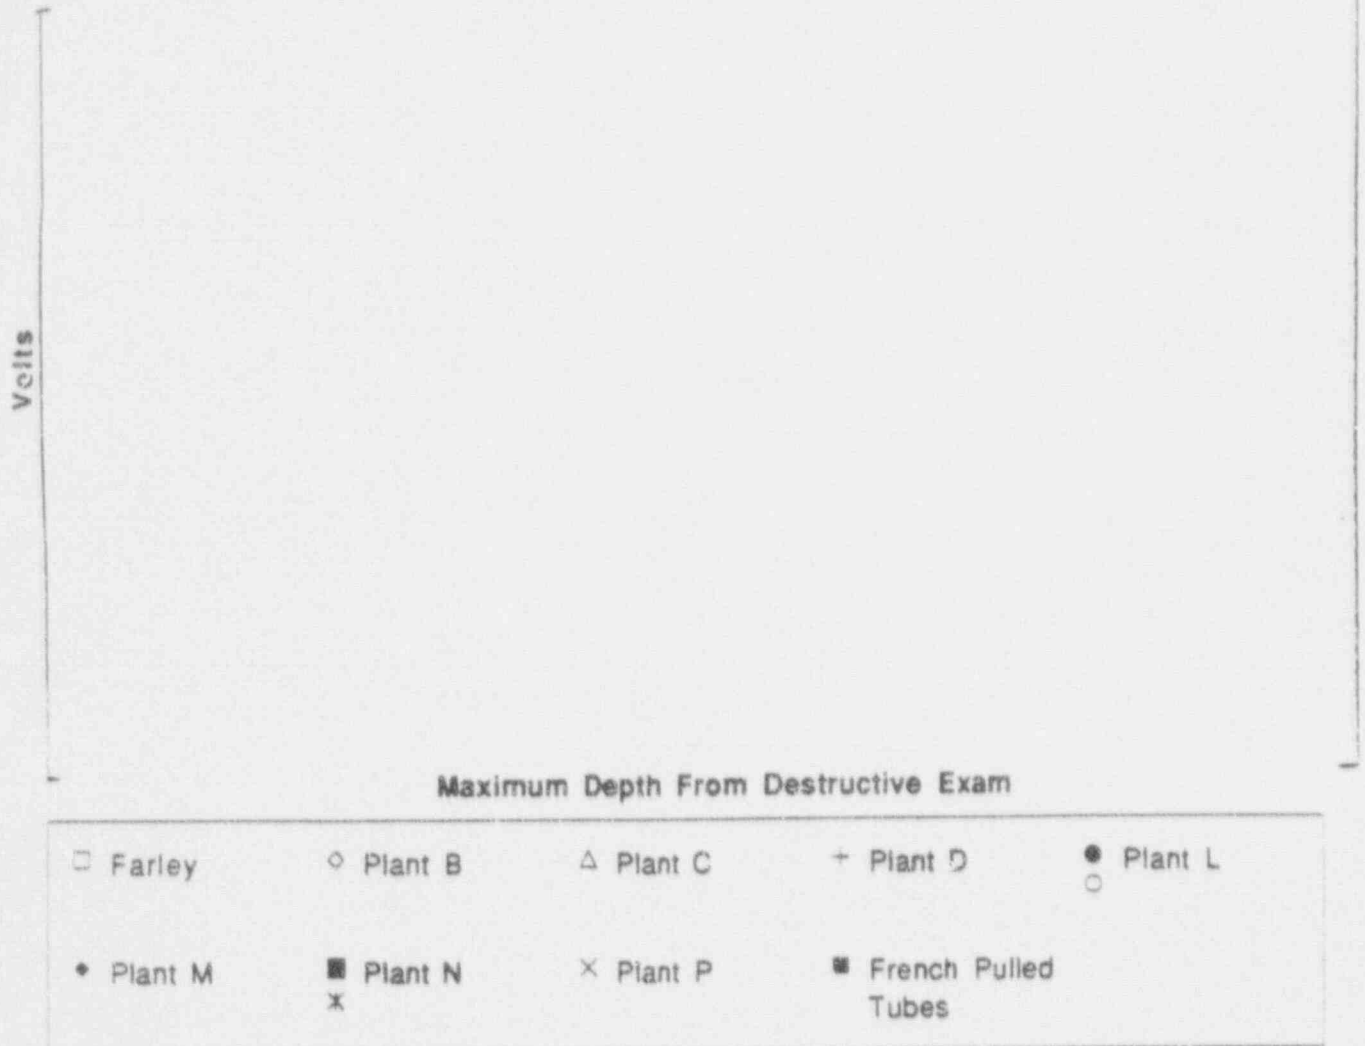 Volts
Maximum Depth From Destructive Exam
Farley
Plant B
Plant C
Plant D
Plant L
Plant M
Plant N
Plant P
French Pulled
Tubes